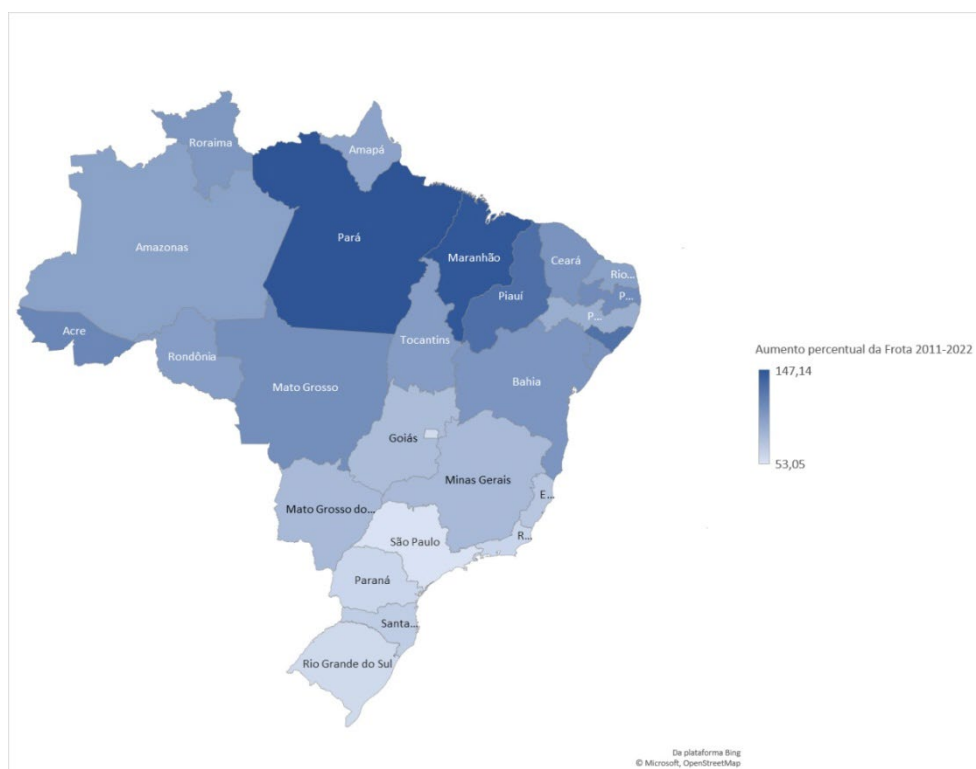 Roraima
Amapá
Amazonas
Pará
Maranhão
Ceará
Rio...
P...
P...
Piauí
Acre
Rondônia
Tocantins
Mato Grosso
Bahia
Goiás
Minas Gerais
E...
Mato Grosso do...
R...
São Paulo
Paraná
Santa...
Rio Grande do Sul
Aumento percentual da Frota 2011-2022
147,14
53,05
Da plataforma Bing
© Microsoft, OpenStreetMap